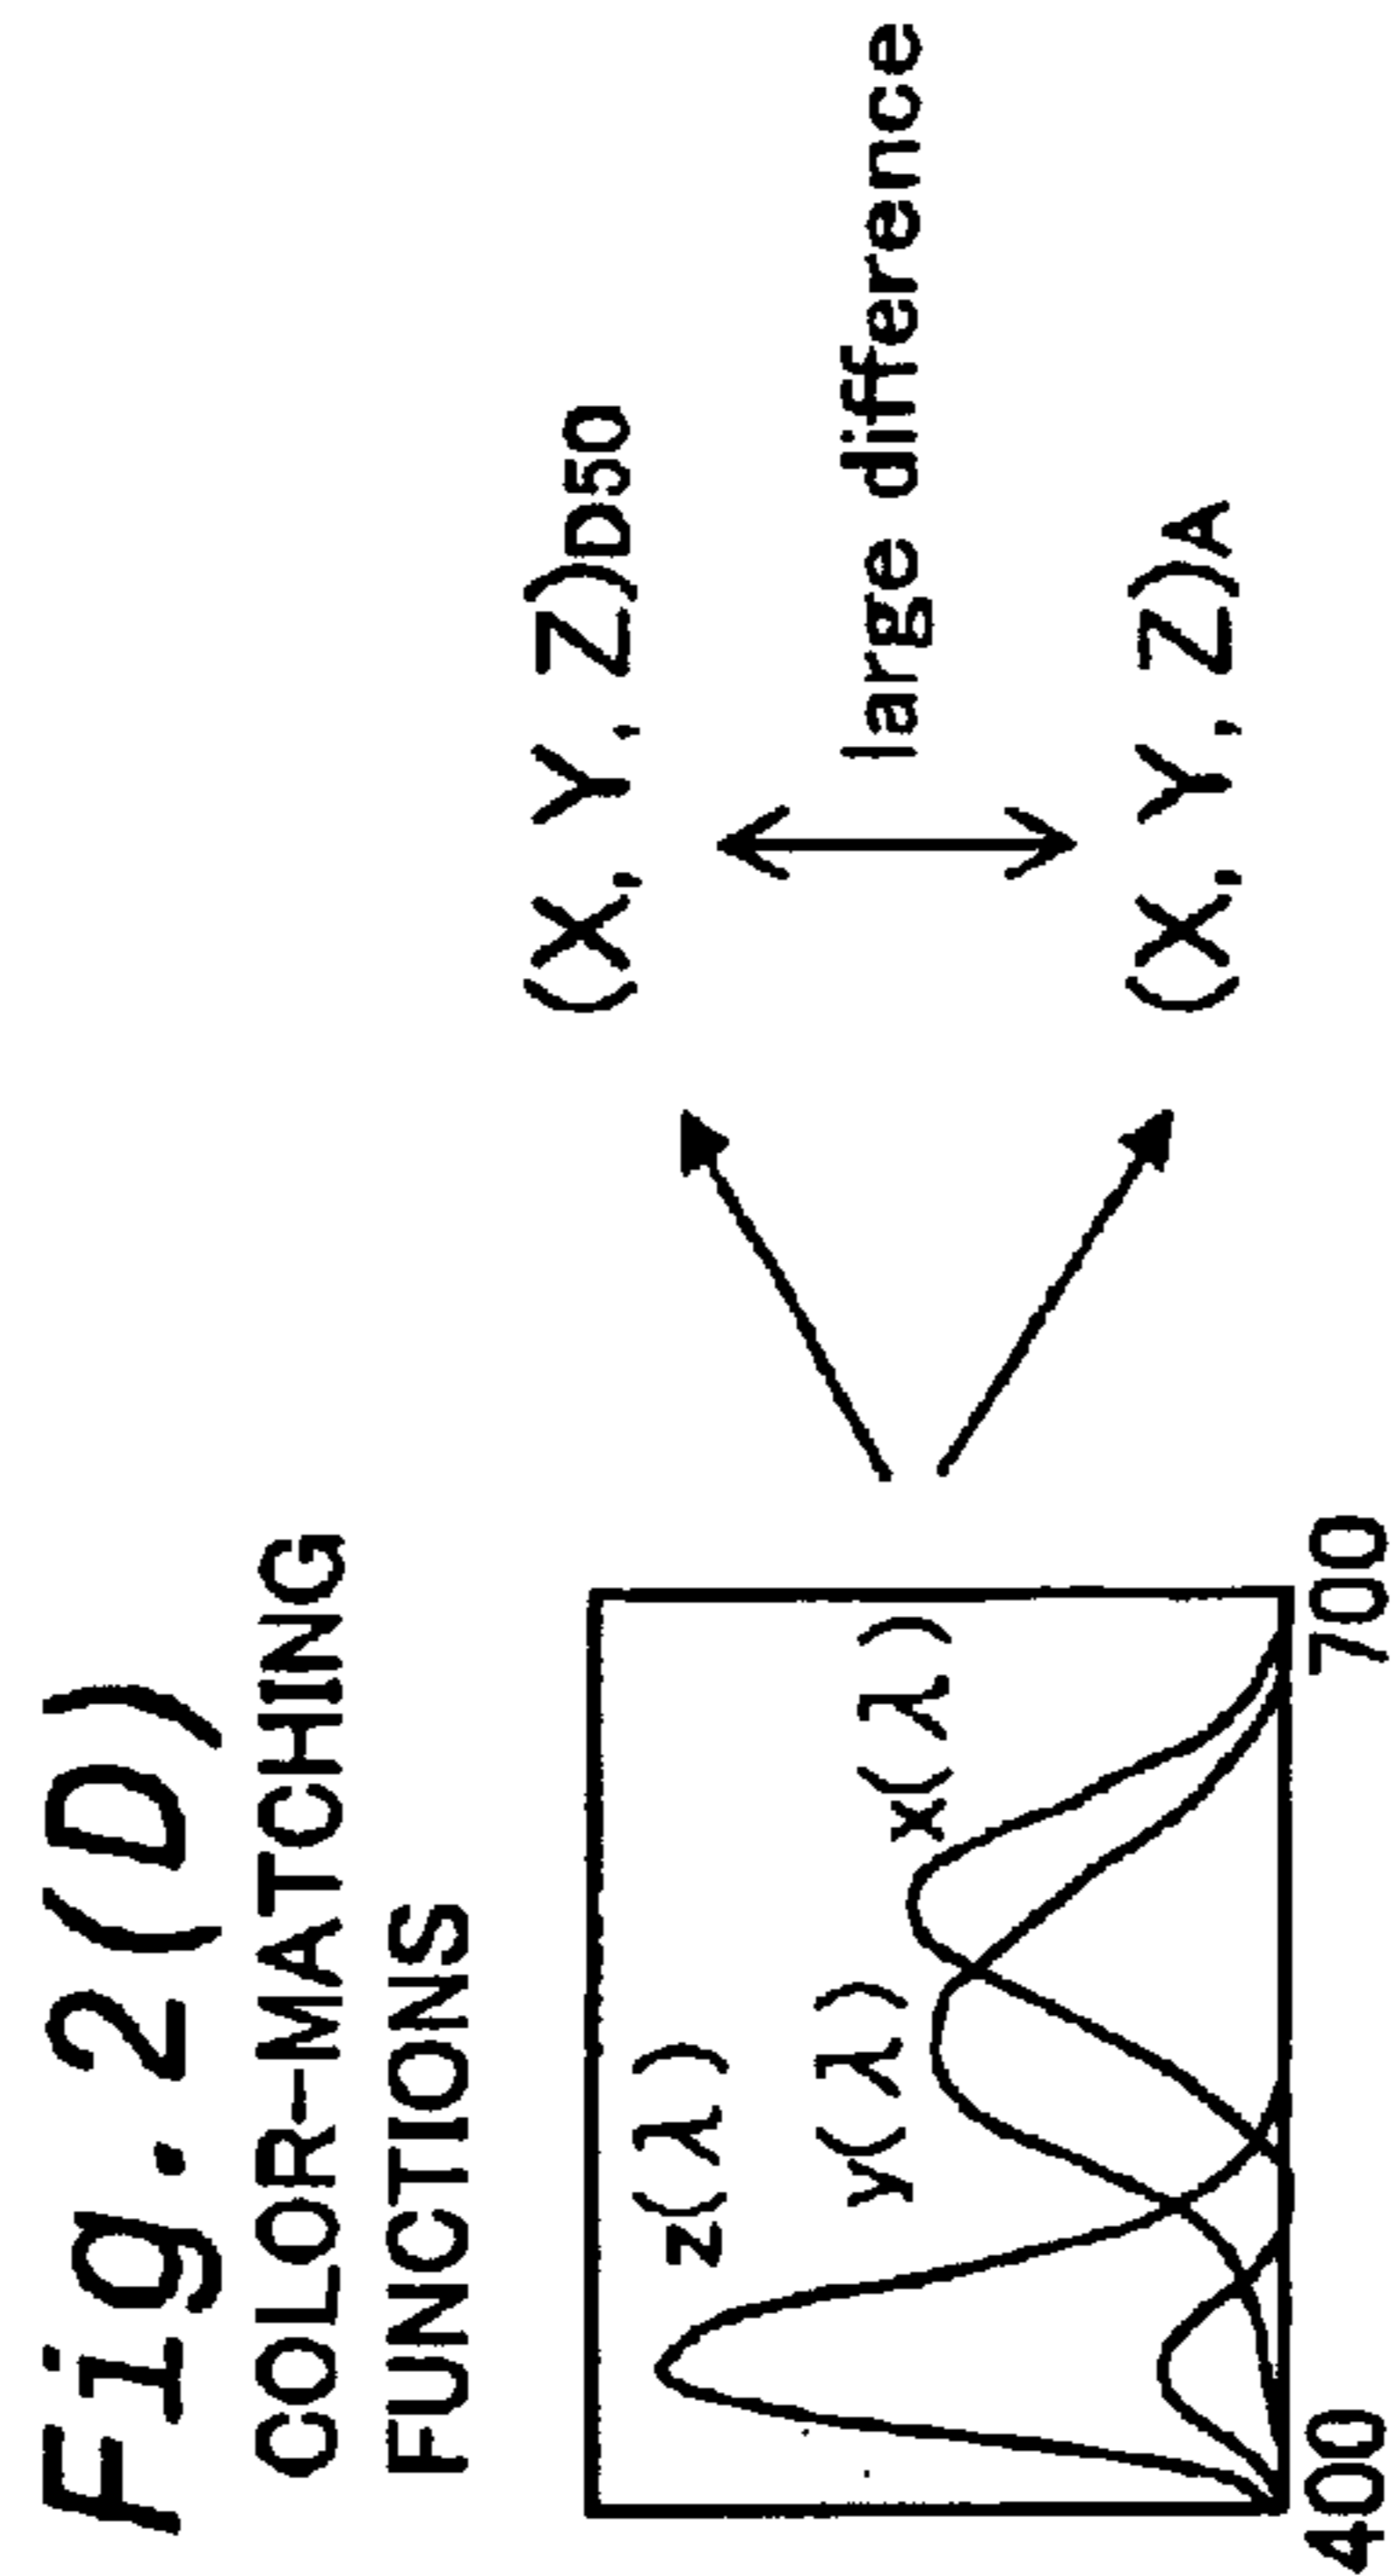 Fig. 2(D)
COLOR-MATCHING
FUNCTIONS
z(λ)
y(λ)
x(λ)
400
700
(X, Y, Z)D50
large difference
(X, Y, Z)A